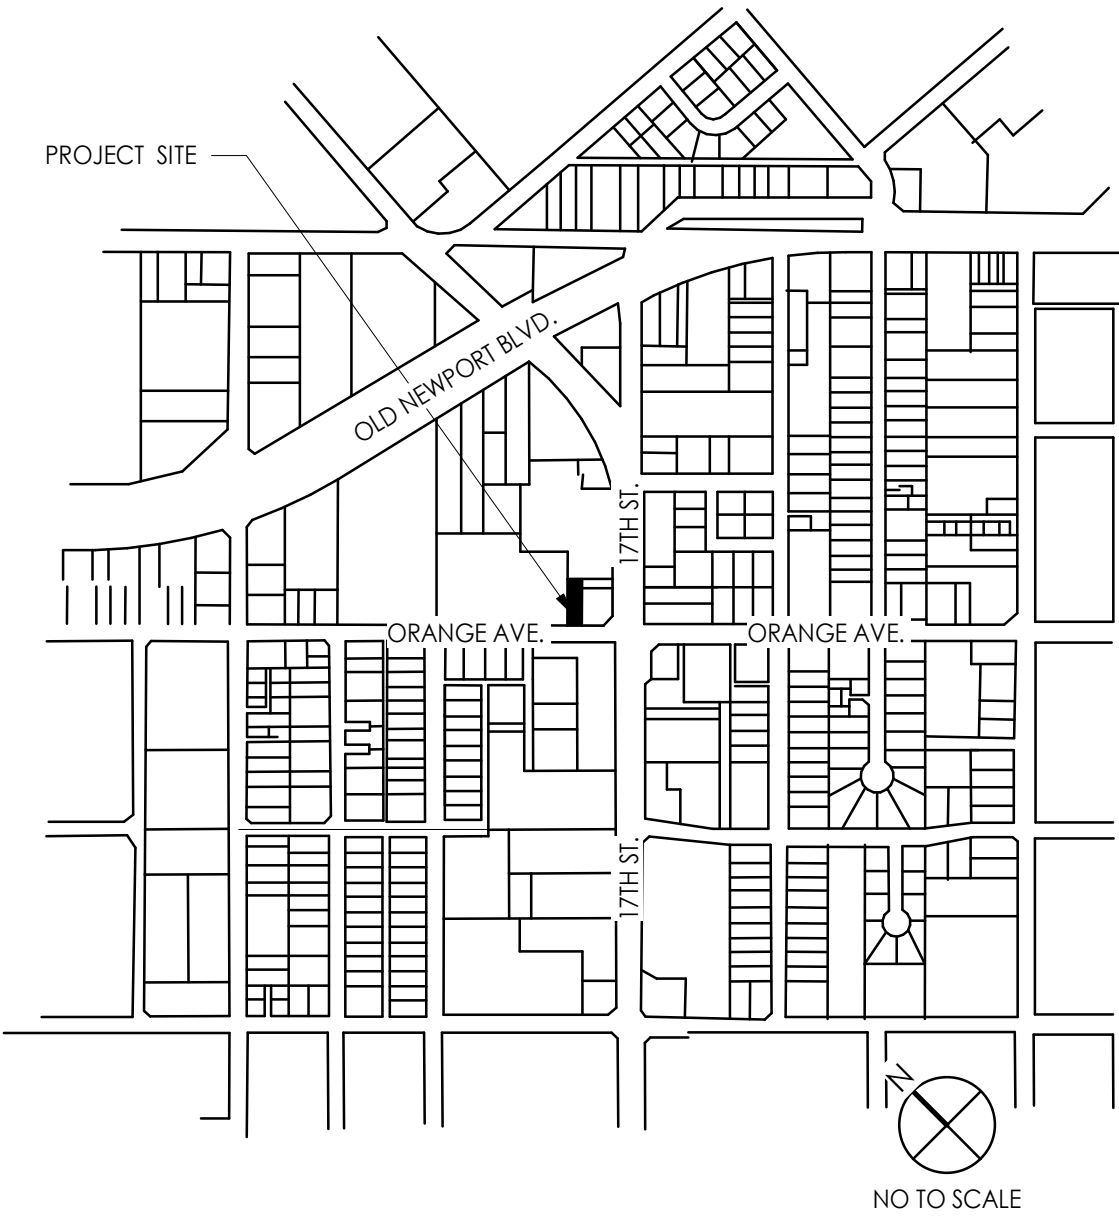 PROJECT SITE
OLD NEWPORT BLVD.
17TH ST.
ORANGE AVE.
ORANGE AVE.
17TH ST.
N
NO TO SCALE